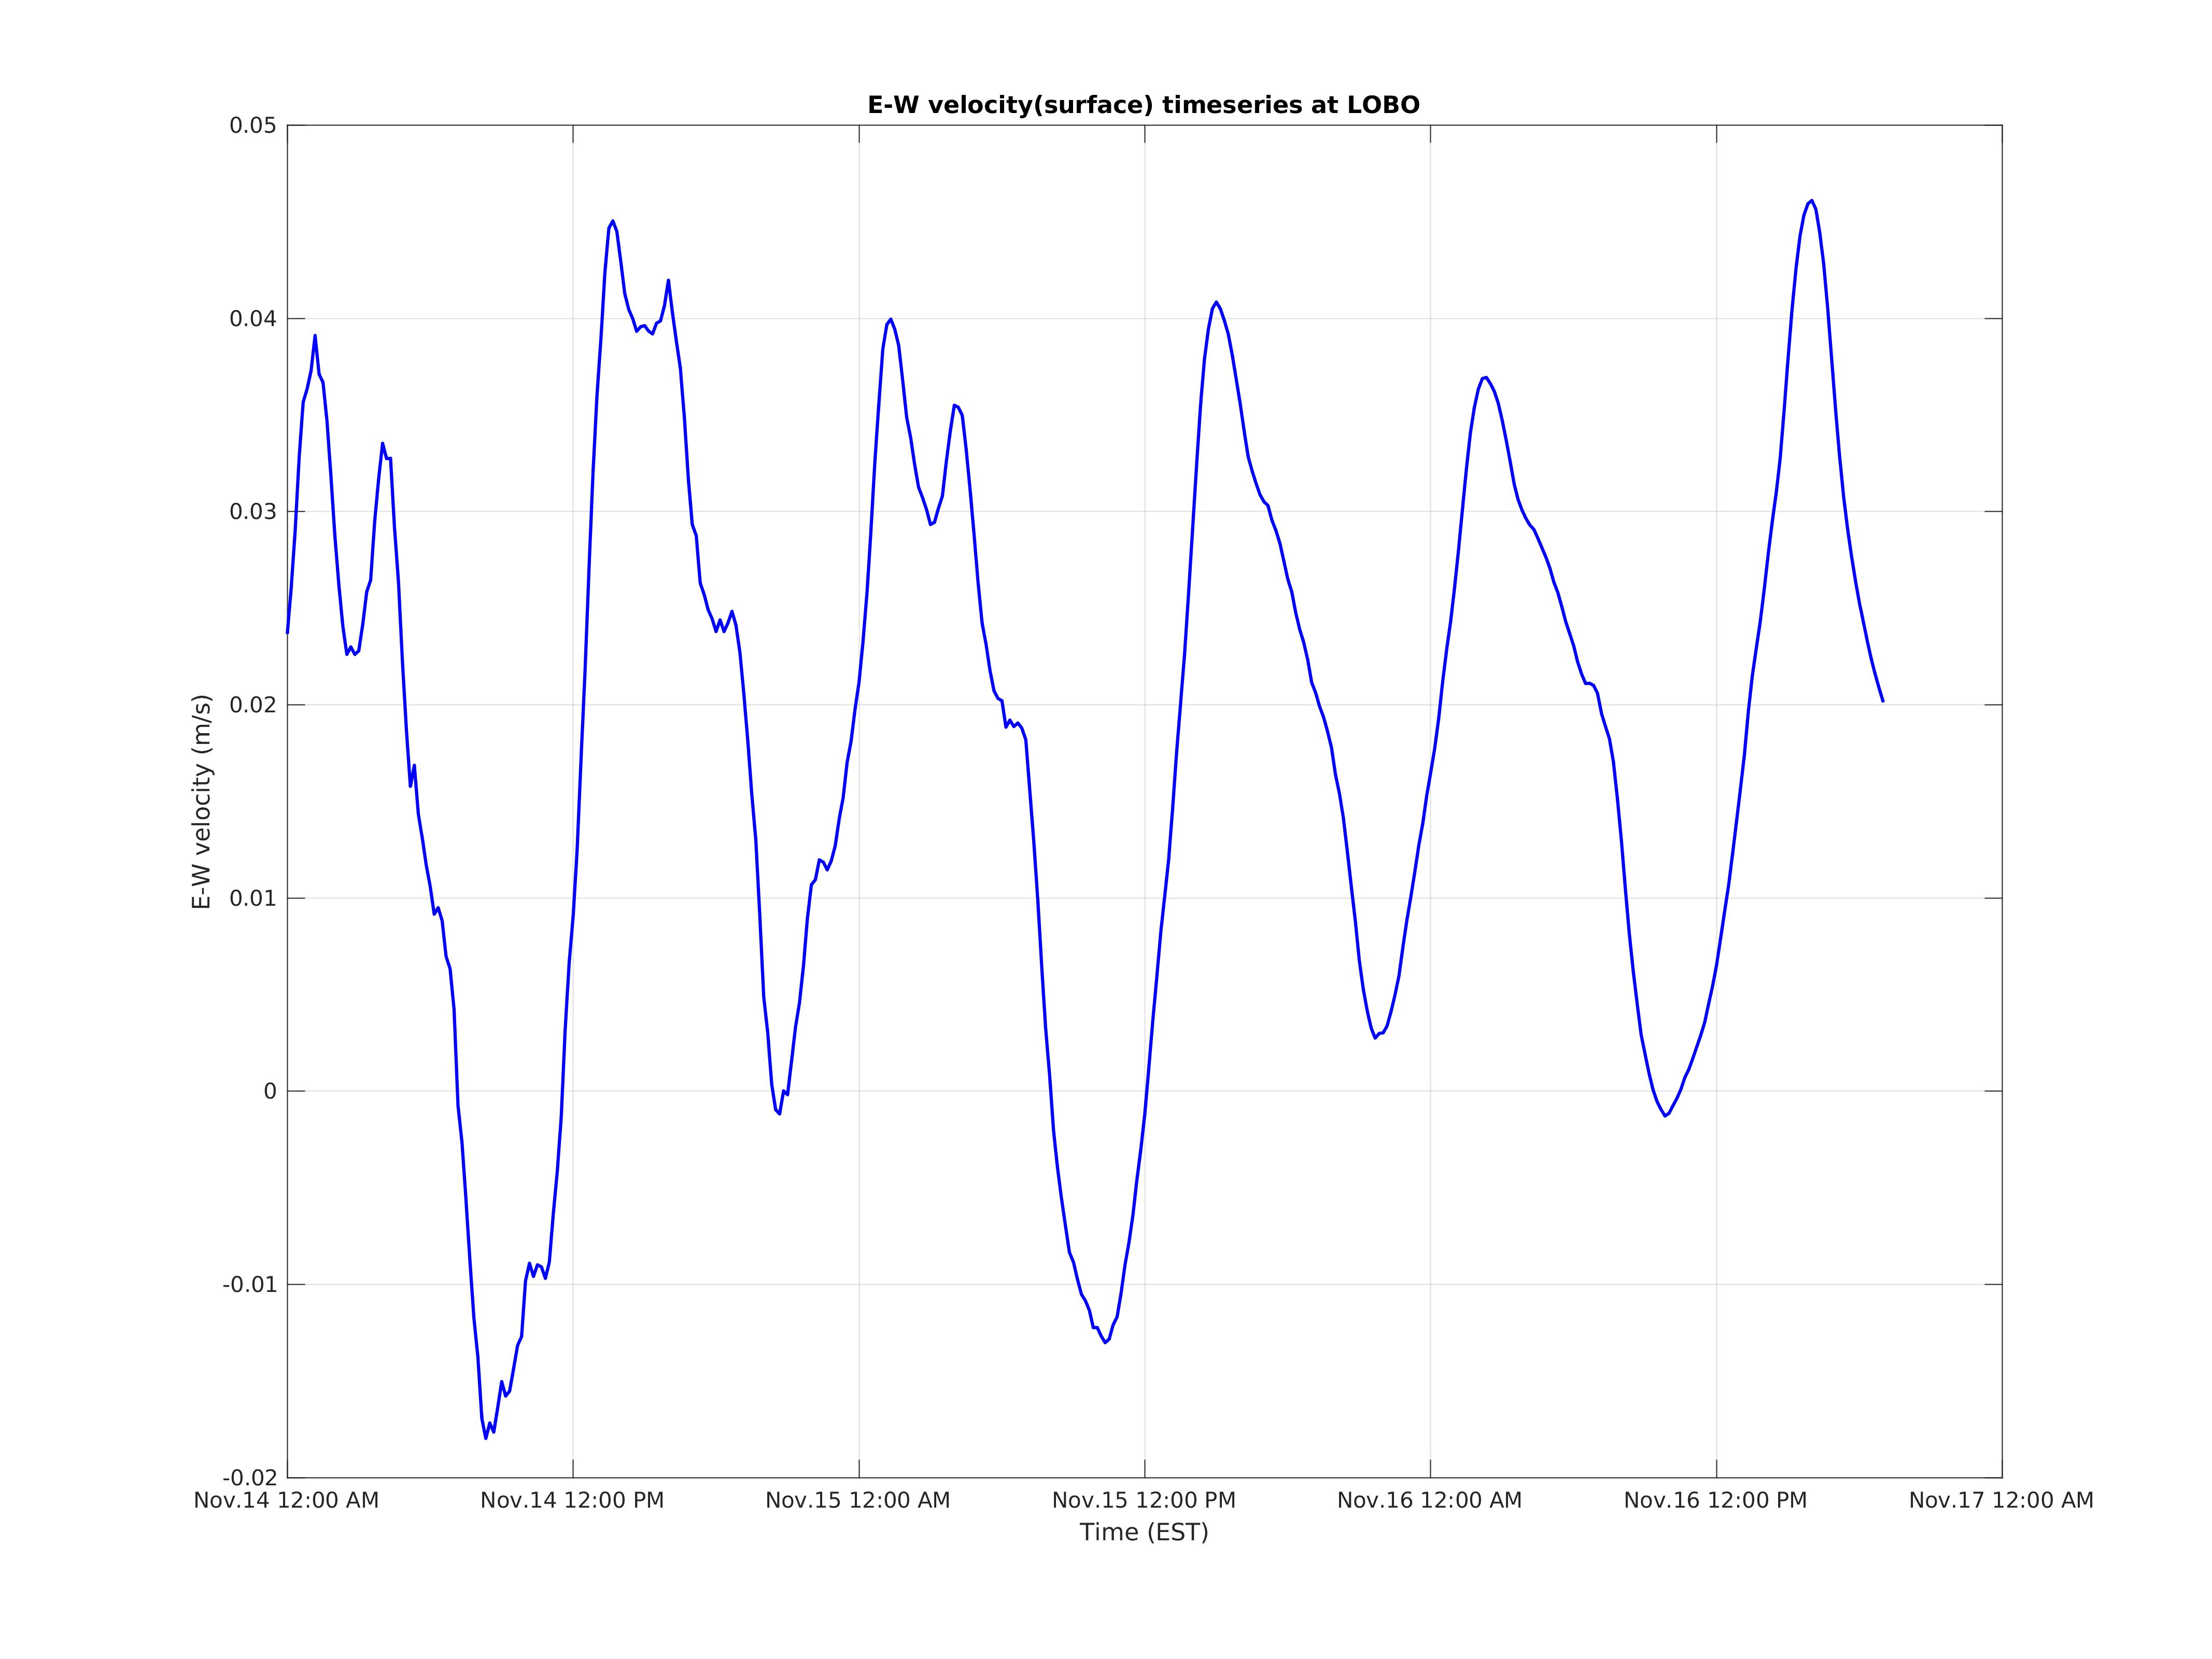 E-W velocity(surface) timeseries at LOBO
0.05
0.04
0.03
0.02
0.01
0
-0.01
-0.02
E-W velocity (m/s)
Nov.14 12:00 AM
Nov.14 12:00 PM
Nov.15 12:00 AM
Nov.15 12:00 PM
Nov.16 12:00 AM
Nov.16 12:00 PM
Nov.17 12:00 AM
Time (EST)